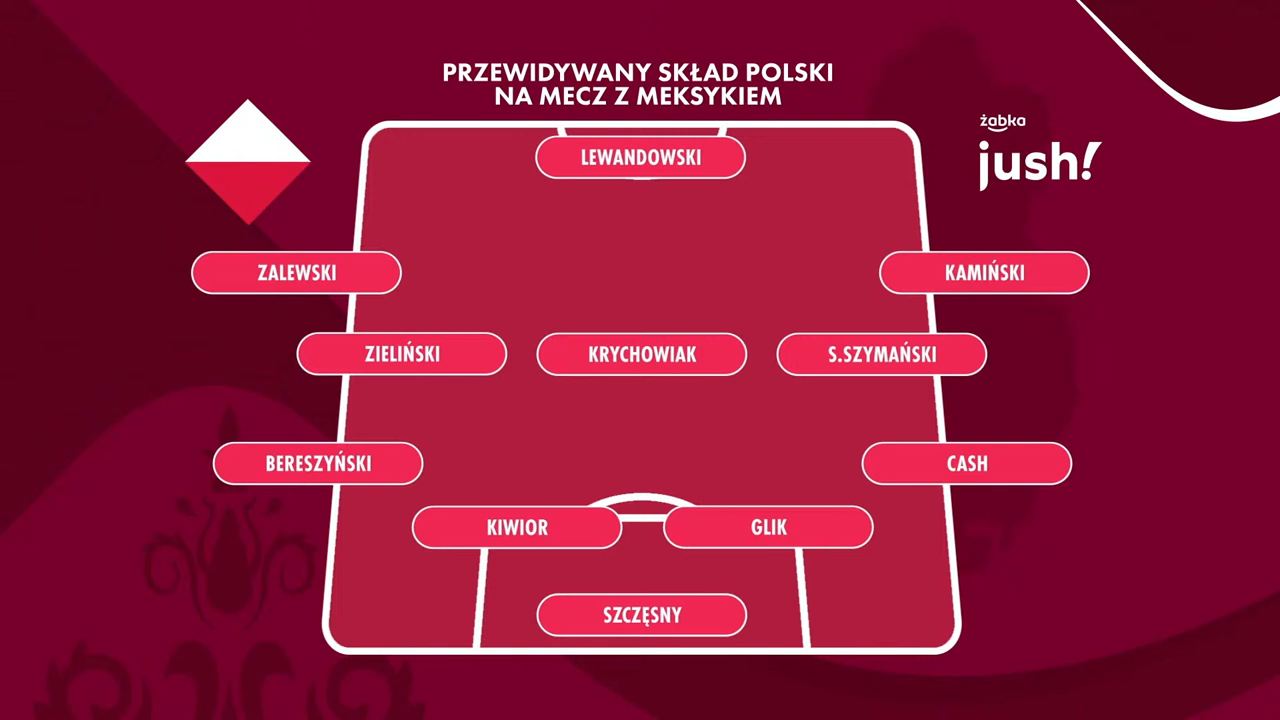 PRZEWIDYWANY SKŁAD POLSKI
NA MECZ Z MEKSYKIEM
żabka
jush!
LEWANDOWSKI
ZALEWSKI
KAMIŃSKI
ZIELIŃSKI
KRYCHOWIAK
S.SZYMAŃSKI
BERESZYŃSKI
CASH
KIWIOR
GLIK
SZCZĘSNY